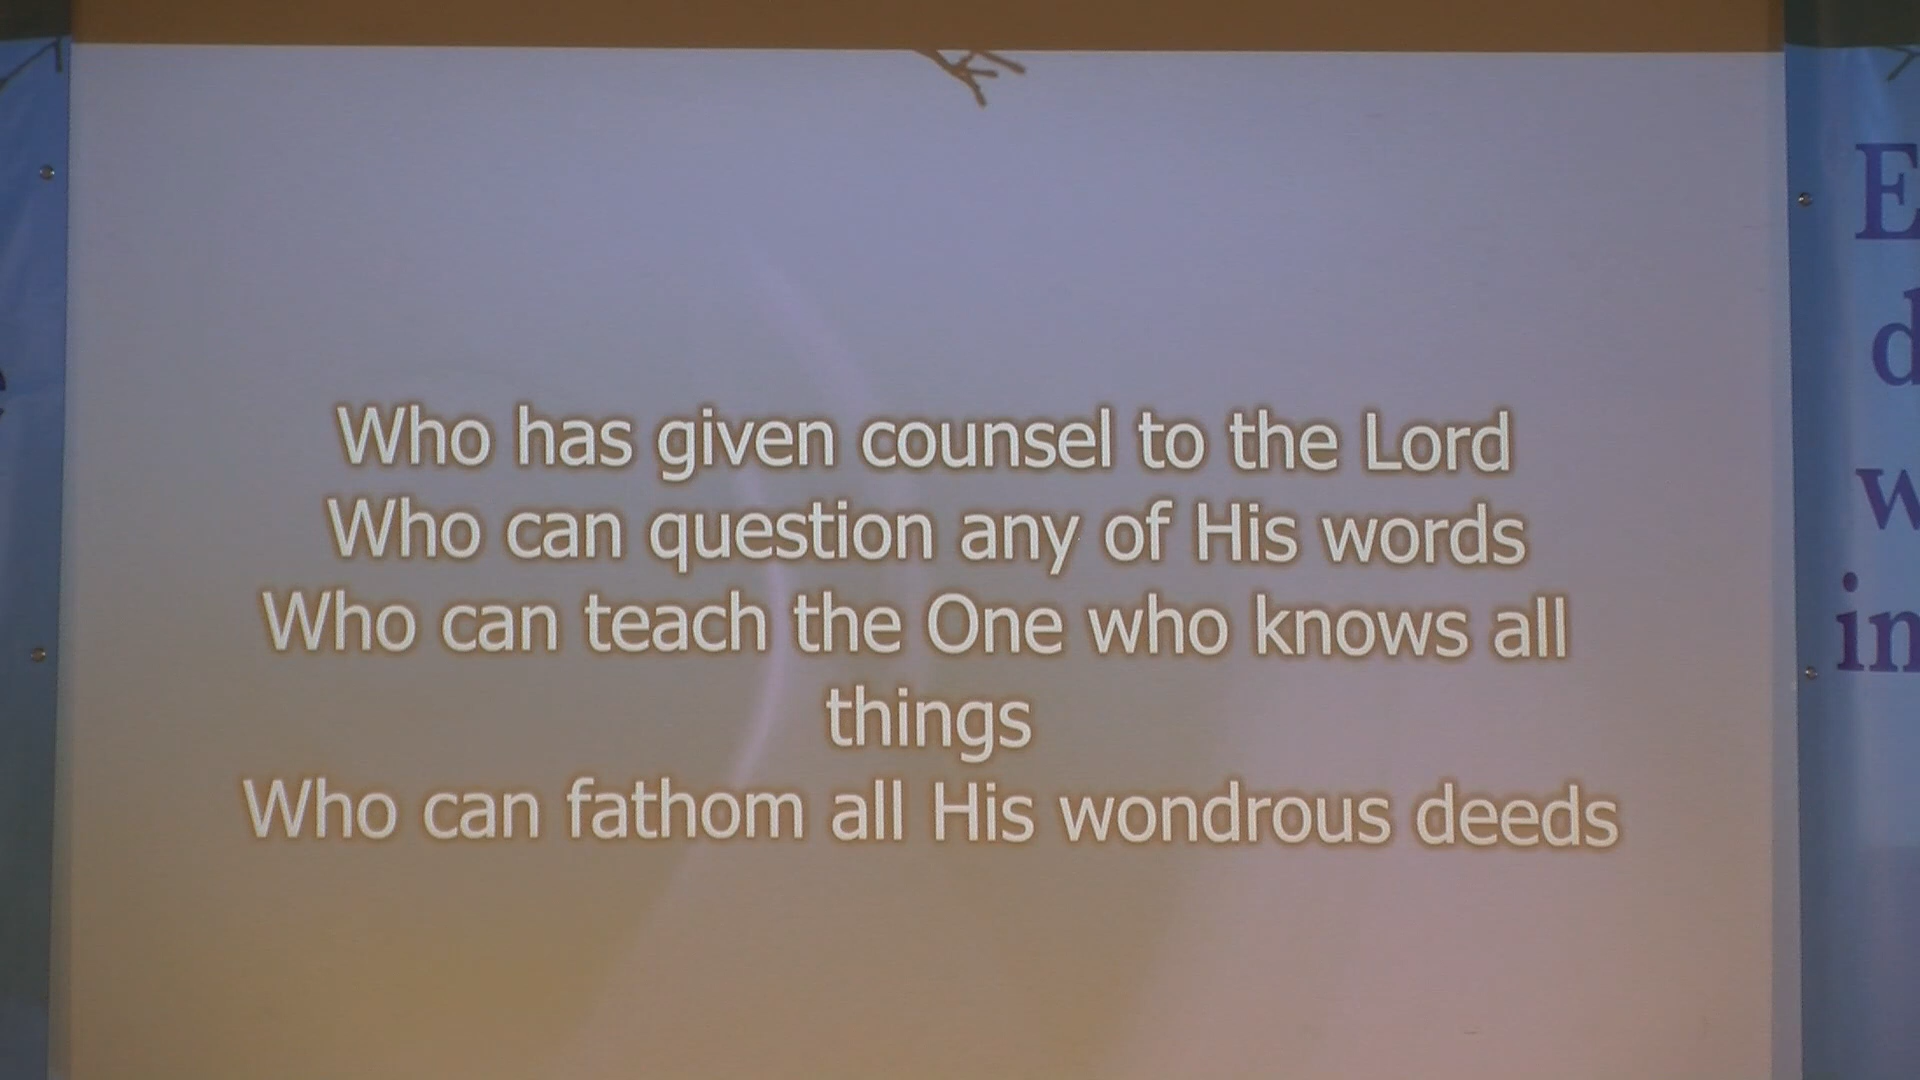 Who has given counsel to the Lord
Who can question any of His words
Who can teach the One who knows all
things
Who can fathom all His wondrous deeds